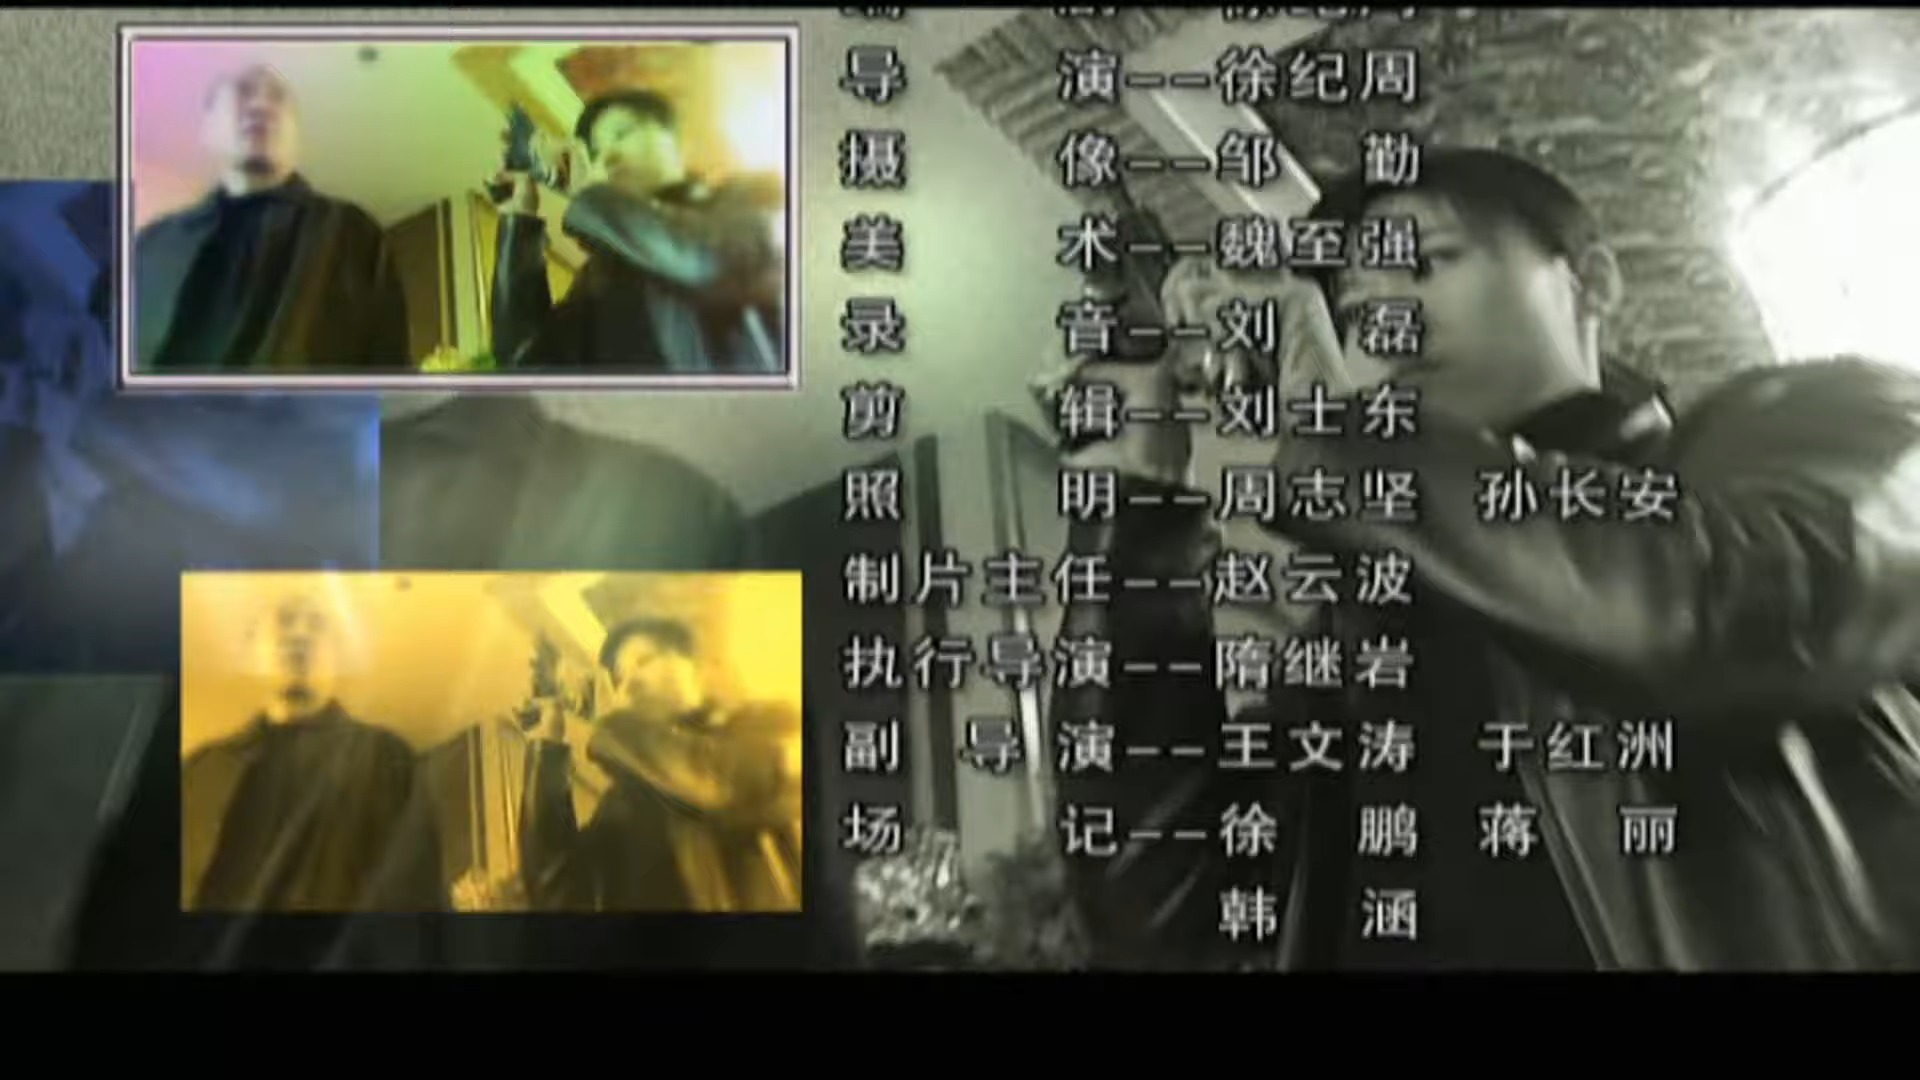 导 演--徐纪周
摄 像--邹 勤
美 术--魏至强
录 音--刘 磊
剪 辑--刘士东
照 明--周志坚 孙长安
制片主任--赵云波
执行导演--隋继岩
副 导 演--王文涛 于红洲
场 记--徐 鹏 蒋 丽
韩 涵